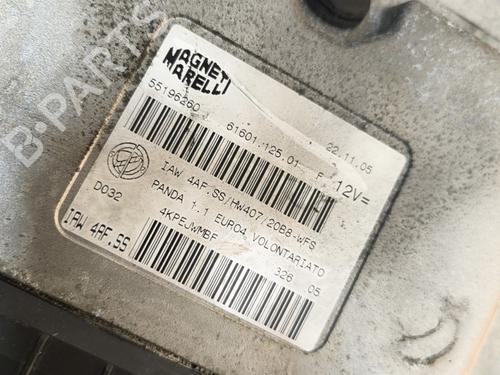 B-PARTS
MAGNETI
MARELLI
55196260
61601.125.01 F
22.11.05
12V=
IAW 4AF.SS/HW407/20B8-WFS
PANDA 1.1 EURO4 VOLONTARIATO
D032
4KPEJWMBF
326 05
IAW 4AF.SS